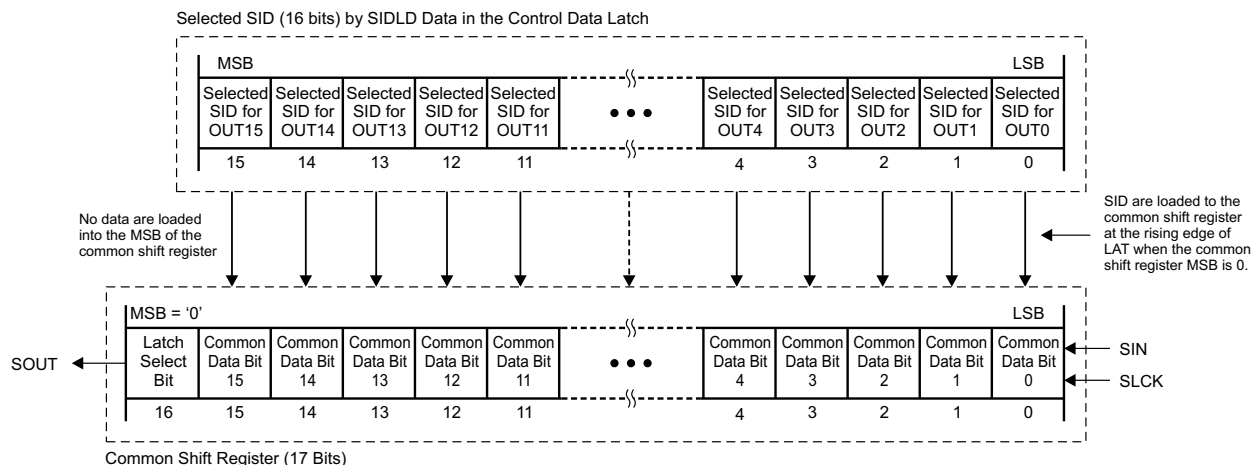 Selected SID (16 bits) by SIDLD Data in the Control Data Latch
MSB LSB
Selected SID for OUT15
Selected SID for OUT14
Selected SID for OUT13
Selected SID for OUT12
Selected SID for OUT11
• • •
Selected SID for OUT4
Selected SID for OUT3
Selected SID for OUT2
Selected SID for OUT1
Selected SID for OUT0
15 14 13 12 11 4 3 2 1 0
No data are loaded
into the MSB of the
common shift register
SID are loaded to the
common shift register
at the rising edge of
LAT when the common
shift register MSB is 0.
MSB = ‘0’ LSB
SOUT
Latch Select Bit
Common Data Bit 15
Common Data Bit 14
Common Data Bit 13
Common Data Bit 12
Common Data Bit 11
• • •
Common Data Bit 4
Common Data Bit 3
Common Data Bit 2
Common Data Bit 1
Common Data Bit 0
SIN
SLCK
16 15 14 13 12 11 4 3 2 1 0
Common Shift Register (17 Bits)